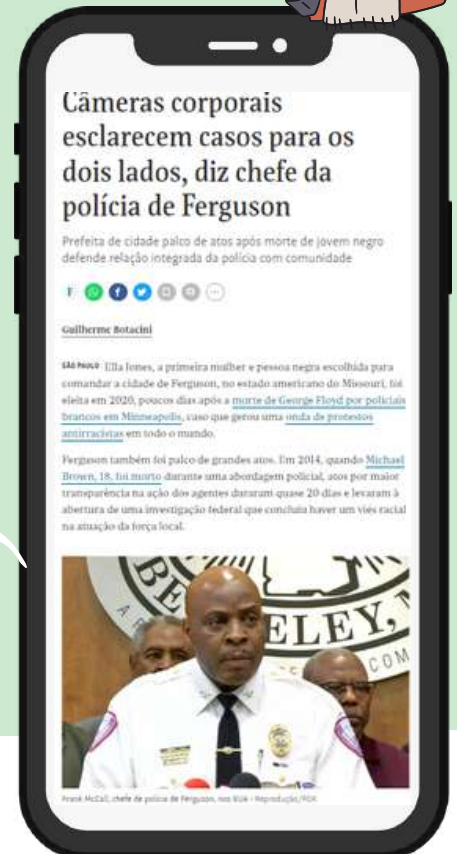 Câmeras corporais
esclarecem casos para os
dois lados, diz chefe da
polícia de Ferguson
Prefeita de cidade palco de atos após morte de jovem negro
defende relação integrada da polícia com comunidade
Guilherme Botacini
SÃO PAULO Ella Jones, a primeira mulher e pessoa negra escolhida para
comandar a cidade de Ferguson, no estado americano do Missouri, foi
eleita em 2020, poucos dias após a morte de George Floyd por policiais
brancos em Minneapolis, caso que gerou uma onda de protestos
antirracistas em todo o mundo.
Ferguson também foi palco de grandes atos. Em 2014, quando Michael
Brown, 18, foi morto durante uma abordagem policial, atos por maior
transparência na ação dos agentes duraram quase 20 dias e levaram à
abertura de uma investigação federal que concluiu haver um viés racial
na atuação da força local.
BERKELEY, M
COM
Frank McCall, chefe de polícia de Ferguson, nos EUA - Reprodução/FOX